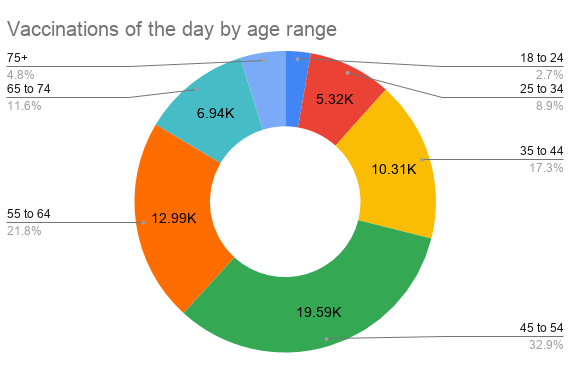 Vaccinations of the day by age range
75+
4.8%
65 to 74
11.6%
55 to 64
21.8%
18 to 24
2.7%
25 to 34
8.9%
35 to 44
17.3%
45 to 54
32.9%
5.32K
6.94K
10.31K
12.99K
19.59K